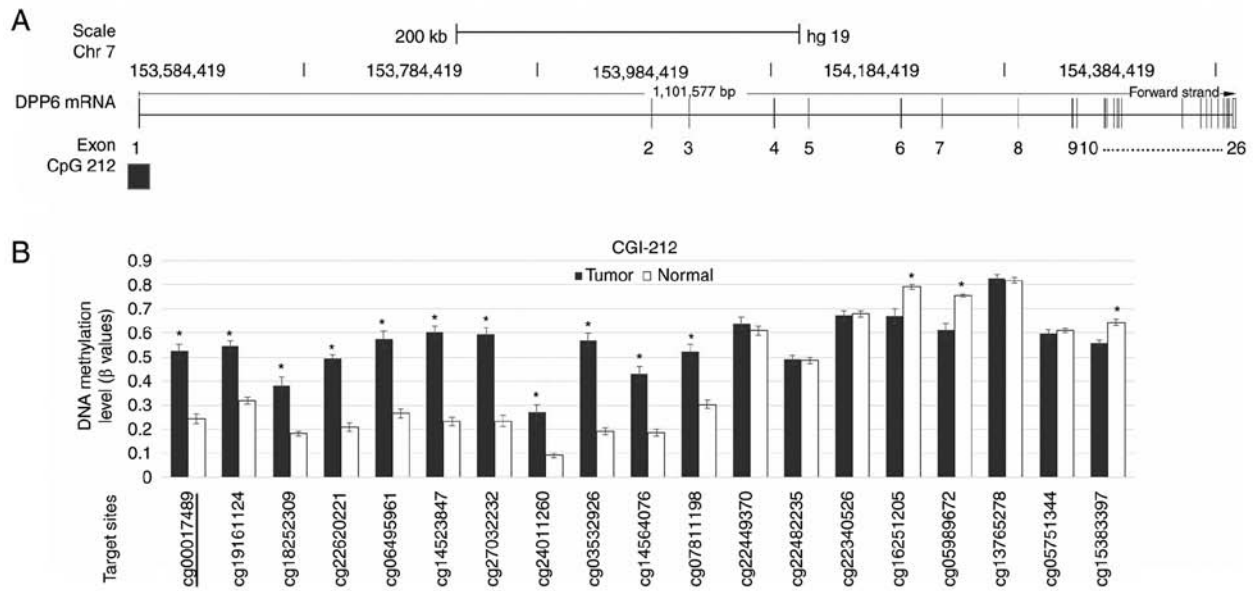 A
Scale
200 kb
hg 19
Chr 7
153,584,419 | 153,784,419 | 153,984,419 | 154,184,419 | 154,384,419 |
DPP6 mRNA
1,101,577 bp
Forward strand
Exon 1 2 3 4 5 6 7 8 9 10 26
CpG 212
B
CGI-212
Tumor Normal
DNA methylation
level (β values)
0.9
0.8
0.7
0.6
0.5
0.4
0.3
0.2
0.1
0
* * * * * * * * * * * * * *
Target sites
cg00017489
cg19161124
cg18252309
cg22620221
cg06495961
cg14523847
cg27032232
cg24011260
cg03532926
cg14564076
cg07811198
cg22449370
cg22482235
cg22340526
cg16251205
cg05989672
cg13765278
cg05751344
cg15383397